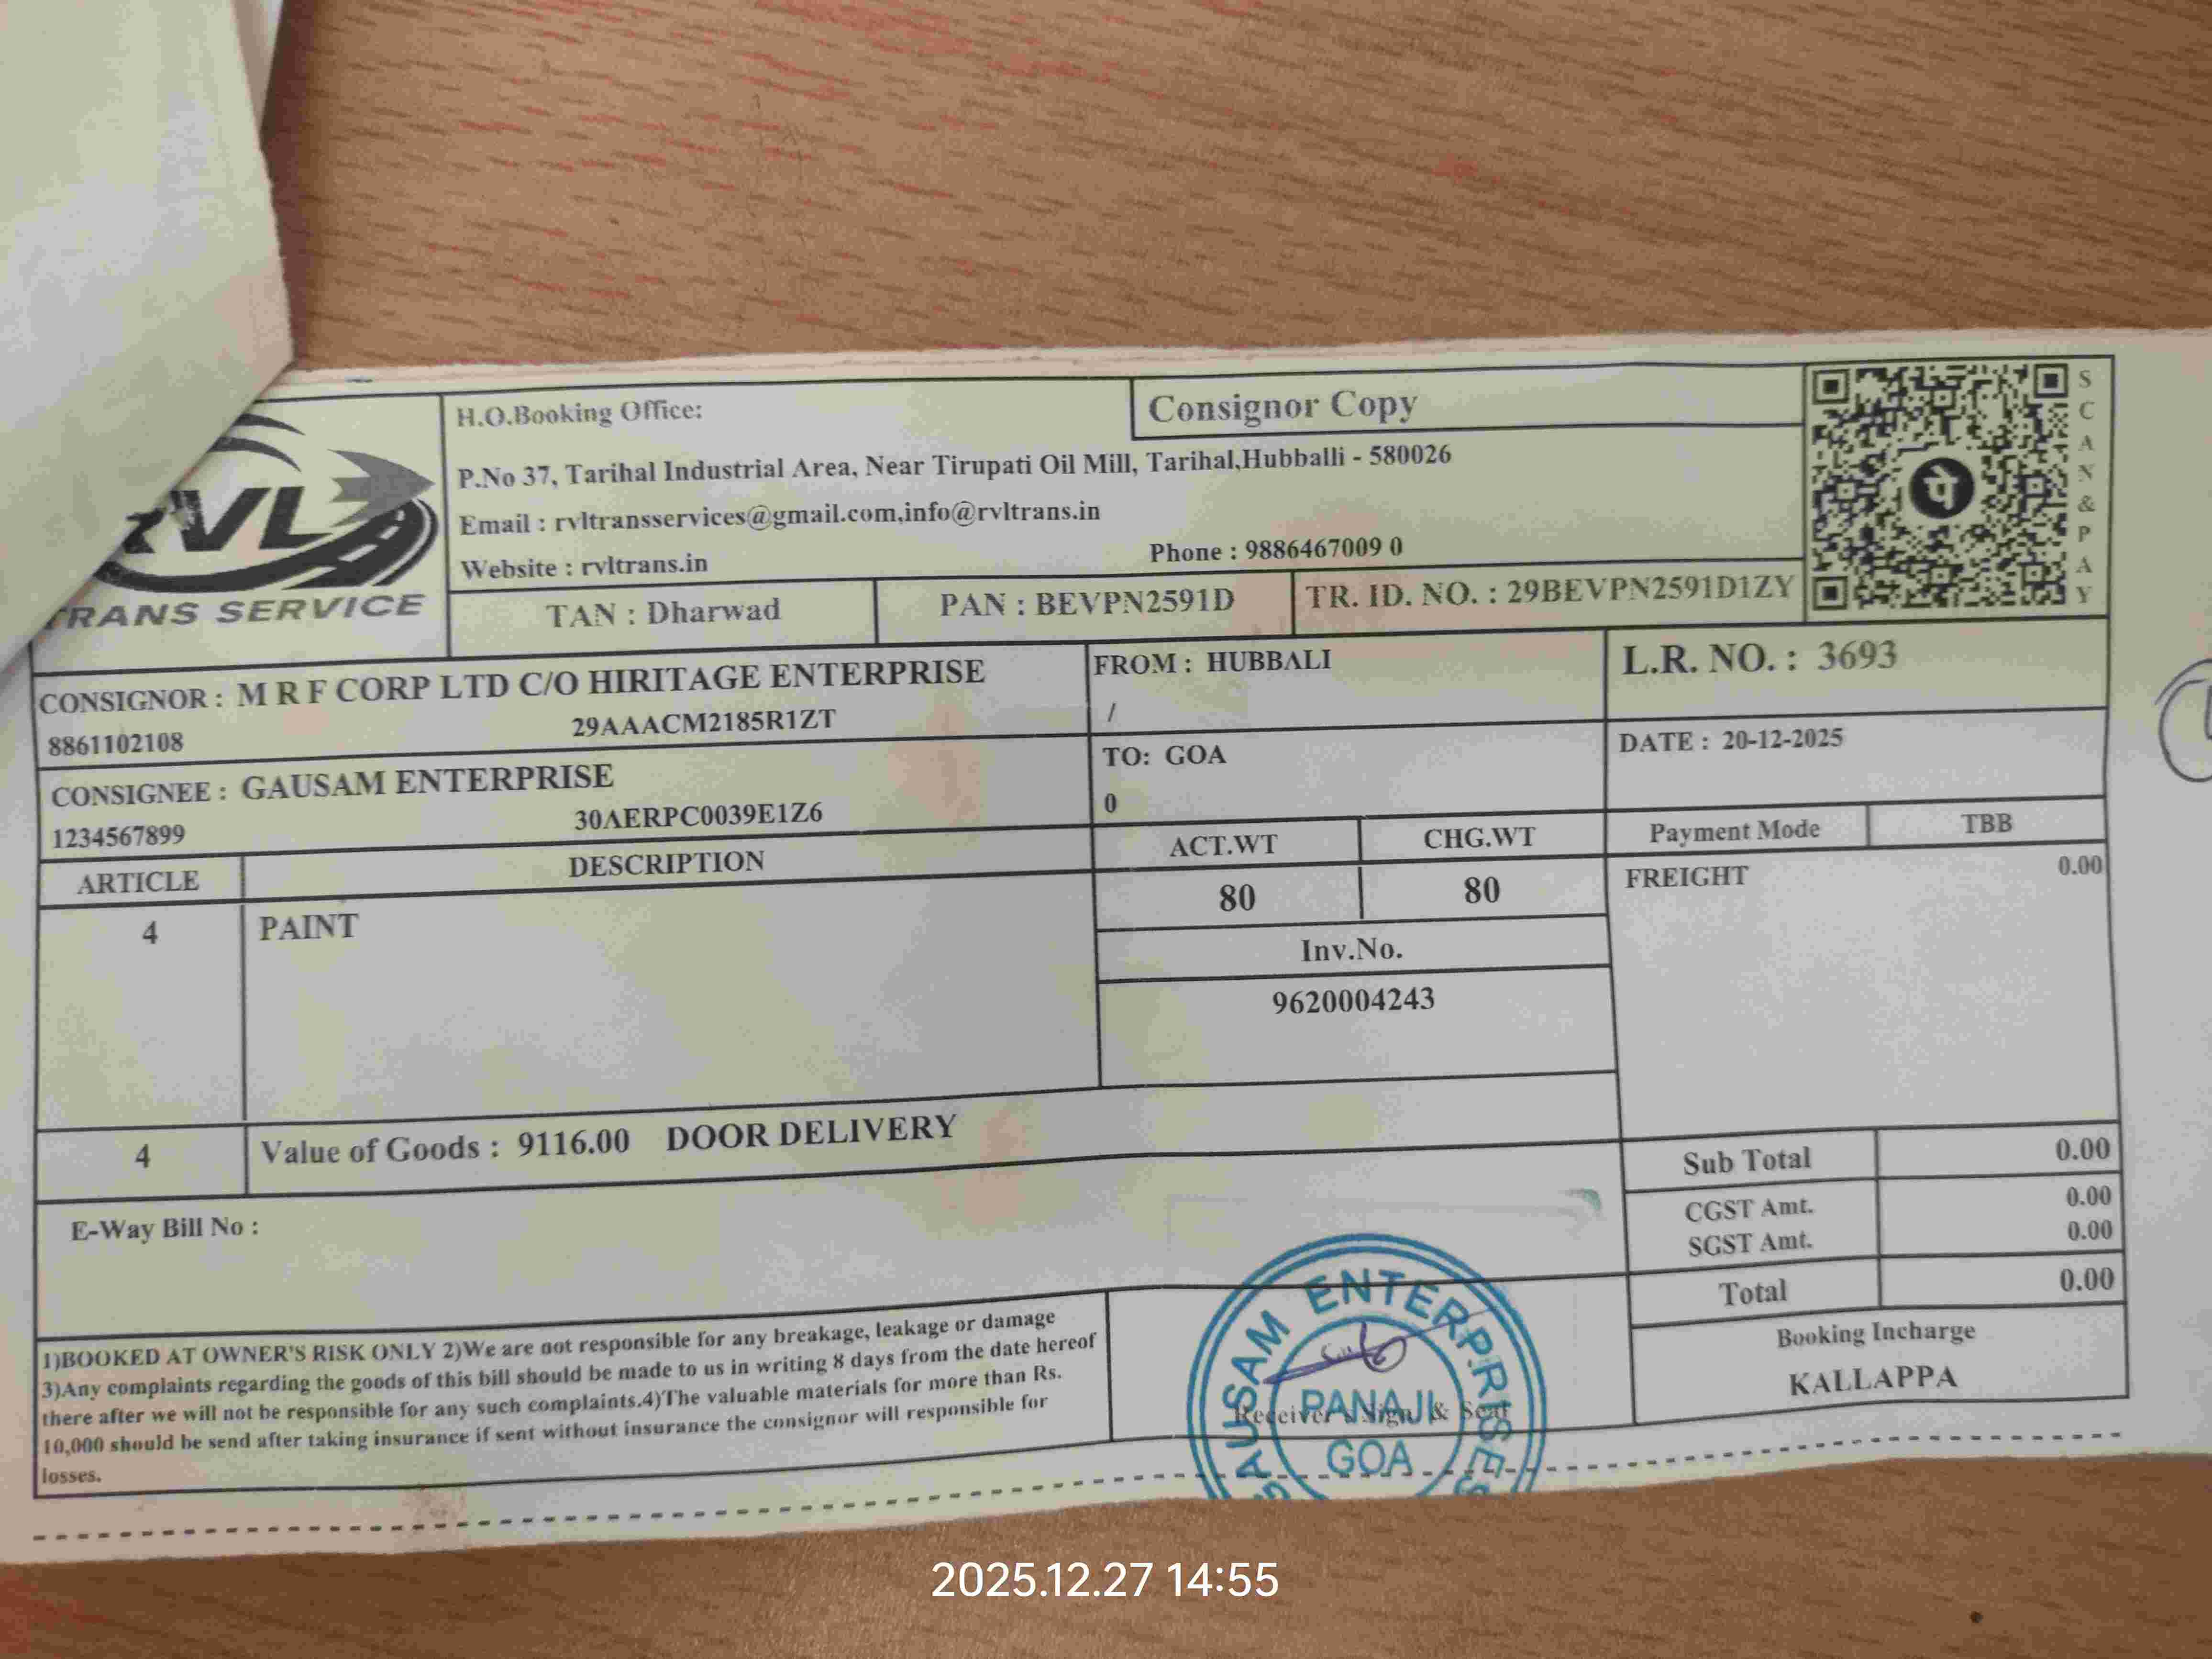 H.O.Booking Office:
Consignor Copy
P.No 37, Tarihal Industrial Area, Near Tirupati Oil Mill, Tarihal,Hubballi - 580026
Email : rvltransservices@gmail.com,info@rvltrans.in
Website : rvltrans.in
Phone : 9886467009 0
SCAN&PAY
पे
RVL
TRANS SERVICE
TAN : Dharwad
PAN : BEVPN2591D
TR. ID. NO. : 29BEVPN2591D1ZY
CONSIGNOR : M R F CORP LTD C/O HIRITAGE ENTERPRISE
8861102108 29AAACM2185R1ZT
FROM : HUBBALI
/
L.R. NO. : 3693
CONSIGNEE : GAUSAM ENTERPRISE
1234567899 30AERPC0039E1Z6
TO: GOA
0
DATE : 20-12-2025
ARTICLE DESCRIPTION
ACT.WT CHG.WT
Payment Mode TBB
4 PAINT
80 80
FREIGHT 0.00
Inv.No.
9620004243
4 Value of Goods : 9116.00 DOOR DELIVERY
Sub Total 0.00
E-Way Bill No :
CGST Amt. 0.00
SGST Amt. 0.00
Total 0.00
1)BOOKED AT OWNER'S RISK ONLY 2)We are not responsible for any breakage, leakage or damage
3)Any complaints regarding the goods of this bill should be made to us in writing 8 days from the date hereof
there after we will not be responsible for any such complaints.4)The valuable materials for more than Rs.
10,000 should be send after taking insurance if sent without insurance the consignor will responsible for
losses.
GAUSAM ENTERPRISES
PANAJI
GOA
Receiver's Sign & Seal
Booking Incharge
KALLAPPA
2025.12.27 14:55